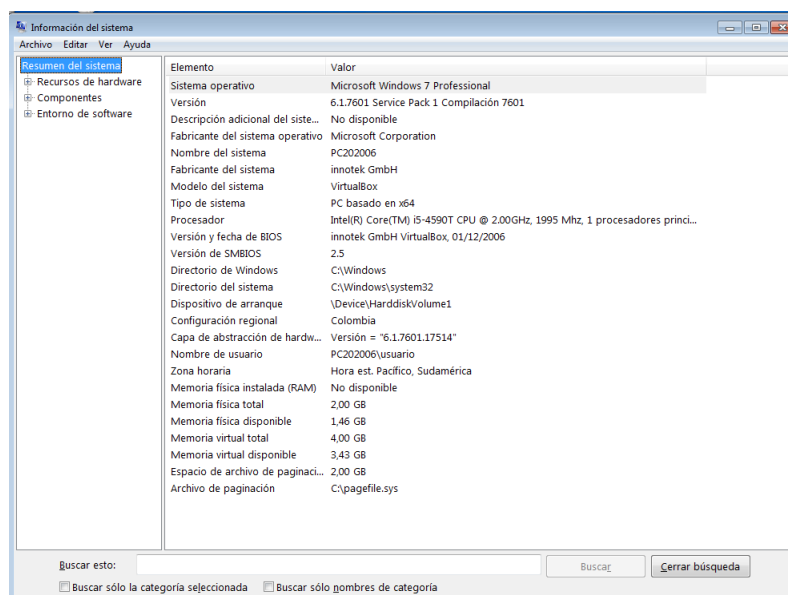 Información del sistema
Archivo Editar Ver Ayuda
Resumen del sistema
Recursos de hardware
Componentes
Entorno de software
Elemento Valor
Sistema operativo Microsoft Windows 7 Professional
Versión 6.1.7601 Service Pack 1 Compilación 7601
Descripción adicional del siste... No disponible
Fabricante del sistema operativo Microsoft Corporation
Nombre del sistema PC202006
Fabricante del sistema innotek GmbH
Modelo del sistema VirtualBox
Tipo de sistema PC basado en x64
Procesador Intel(R) Core(TM) i5-4590T CPU @ 2.00GHz, 1995 Mhz, 1 procesadores princi...
Versión y fecha de BIOS innotek GmbH VirtualBox, 01/12/2006
Versión de SMBIOS 2.5
Directorio de Windows C:\Windows
Directorio del sistema C:\Windows\system32
Dispositivo de arranque \Device\HarddiskVolume1
Configuración regional Colombia
Capa de abstracción de hardw... Versión = "6.1.7601.17514"
Nombre de usuario PC202006\usuario
Zona horaria Hora est. Pacífico, Sudamérica
Memoria física instalada (RAM) No disponible
Memoria física total 2,00 GB
Memoria física disponible 1,46 GB
Memoria virtual total 4,00 GB
Memoria virtual disponible 3,43 GB
Espacio de archivo de paginaci... 2,00 GB
Archivo de paginación C:\pagefile.sys
Buscar esto: Buscar Cerrar búsqueda
Buscar sólo la categoría seleccionada Buscar sólo nombres de categoría